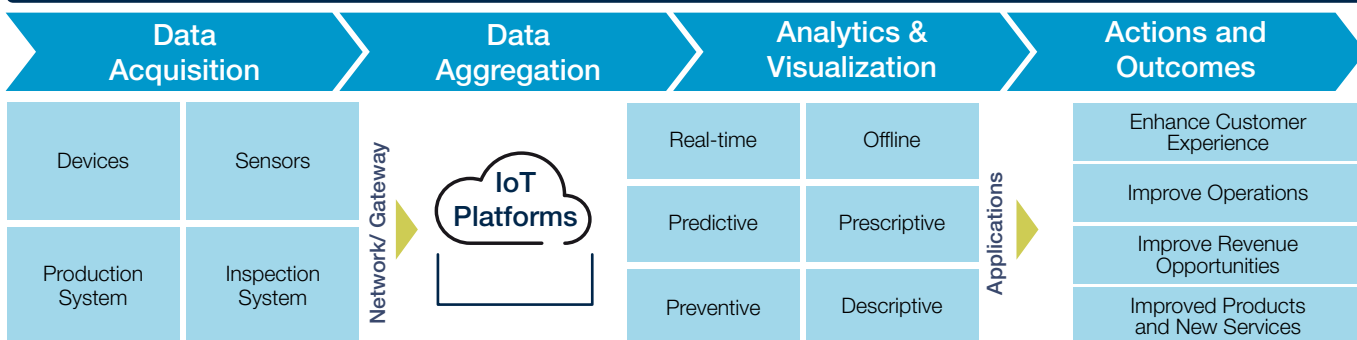 Data
Acquisition
Data
Aggregation
Analytics &
Visualization
Actions and
Outcomes
Devices
Sensors
Production
System
Inspection
System
Network/ Gateway
IoT
Platforms
Real-time
Offline
Predictive
Prescriptive
Preventive
Descriptive
Applications
Enhance Customer
Experience
Improve Operations
Improve Revenue
Opportunities
Improved Products
and New Services